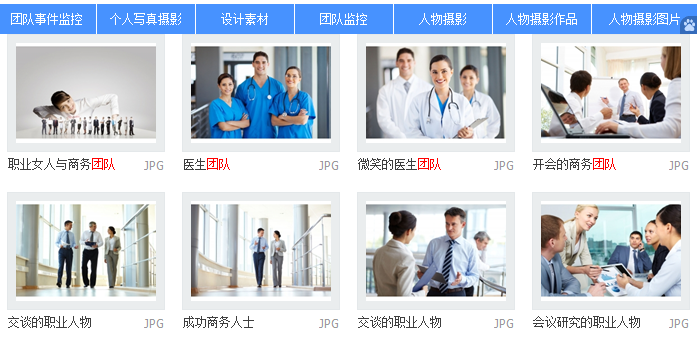 团队事件监控 个人写真摄影 设计素材 团队监控 人物摄影 人物摄影作品 人物摄影图片
职业女人与商务团队 JPG 医生团队 JPG 微笑的医生团队 JPG 开会的商务团队 JPG
交谈的职业人物 JPG 成功商务人士 JPG 交谈的职业人物 JPG 会议研究的职业人物 JPG